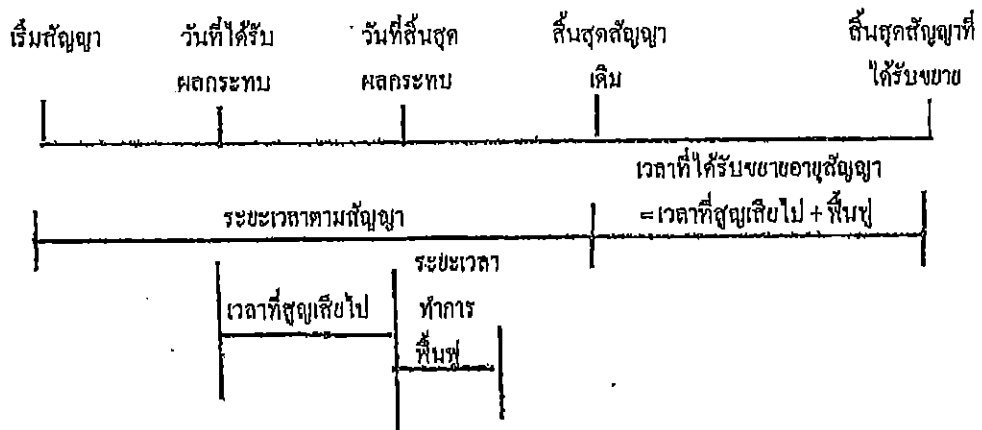 เริ่มสัญญา วันที่ได้รับ วันที่สิ้นสุด สิ้นสุดสัญญา สิ้นสุดสัญญาที่
ผลกระทบ ผลกระทบ เดิม ได้รับขยาย
เวลาที่ได้รับขยายอายุสัญญา
ระยะเวลาตามสัญญา =เวลาที่สูญเสียไป + ฟื้นฟู
ระยะเวลา
เวลาที่สูญเสียไป ทำการ
ฟื้นฟู